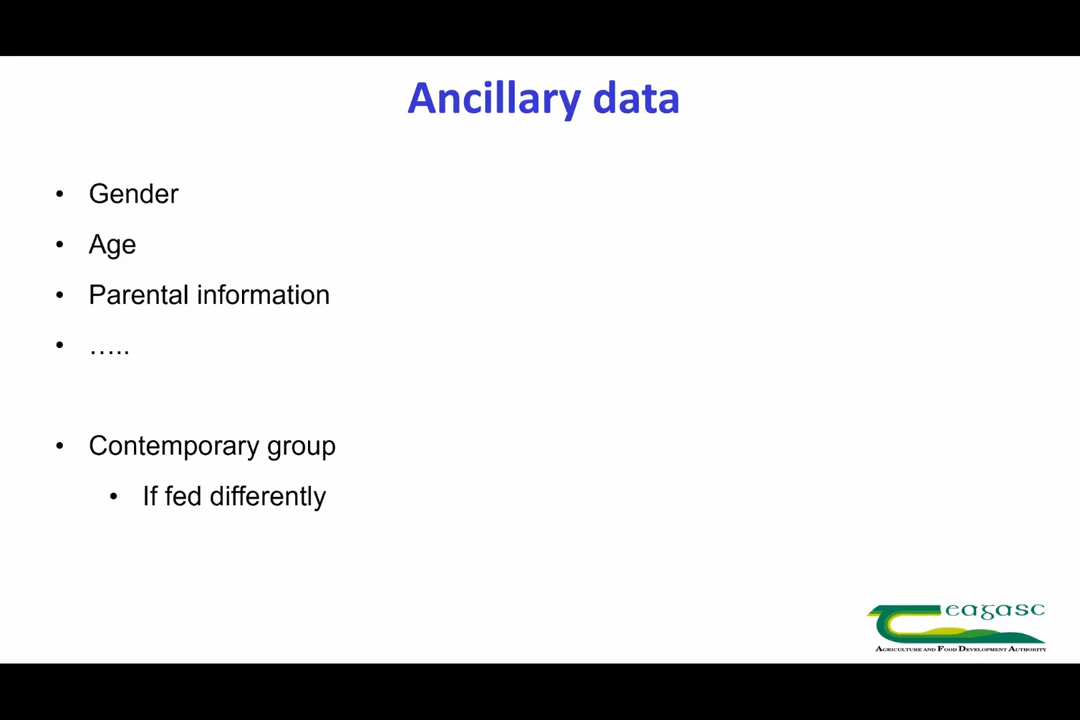 Ancillary data
• Gender
• Age
• Parental information
• …..
• Contemporary group
• If fed differently
Teagasc
AGRICULTURE AND FOOD DEVELOPMENT AUTHORITY